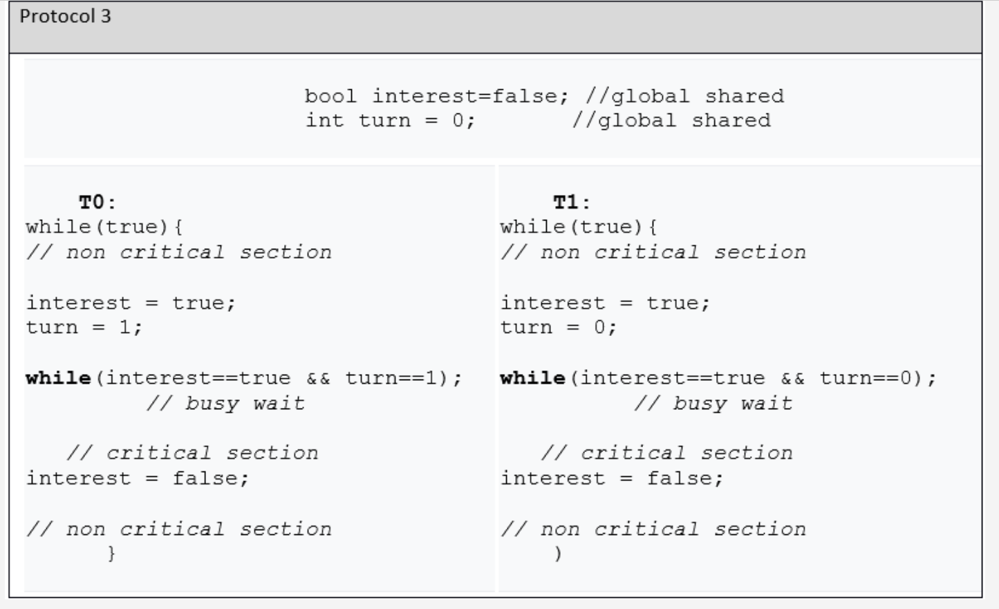 Protocol 3
bool interest=false; //global shared
int turn = 0; //global shared
T0:
while(true){
// non critical section
interest = true;
turn = 1;
while(interest==true && turn==1);
// busy wait
// critical section
interest = false;
// non critical section
}
T1:
while(true){
// non critical section
interest = true;
turn = 0;
while(interest==true && turn==0);
// busy wait
// critical section
interest = false;
// non critical section
)